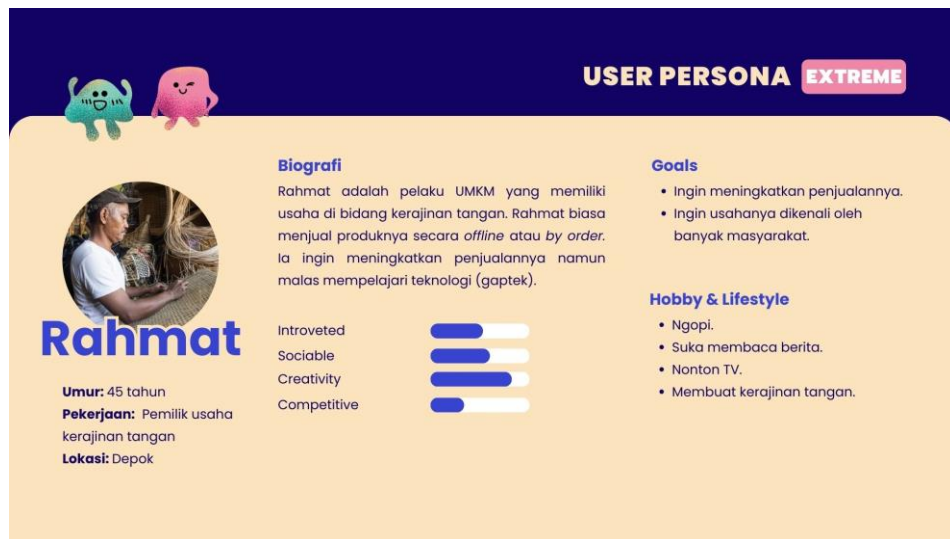 USER PERSONA EXTREME
Rahmat
Umur: 45 tahun
Pekerjaan: Pemilik usaha
kerajinan tangan
Lokasi: Depok
Biografi
Rahmat adalah pelaku UMKM yang memiliki
usaha di bidang kerajinan tangan. Rahmat biasa
menjual produknya secara offline atau by order.
Ia ingin meningkatkan penjualannya namun
malas mempelajari teknologi (gaptek).
Introveted
Sociable
Creativity
Competitive
Goals
• Ingin meningkatkan penjualannya.
• Ingin usahanya dikenali oleh
banyak masyarakat.
Hobby & Lifestyle
• Ngopi.
• Suka membaca berita.
• Nonton TV.
• Membuat kerajinan tangan.